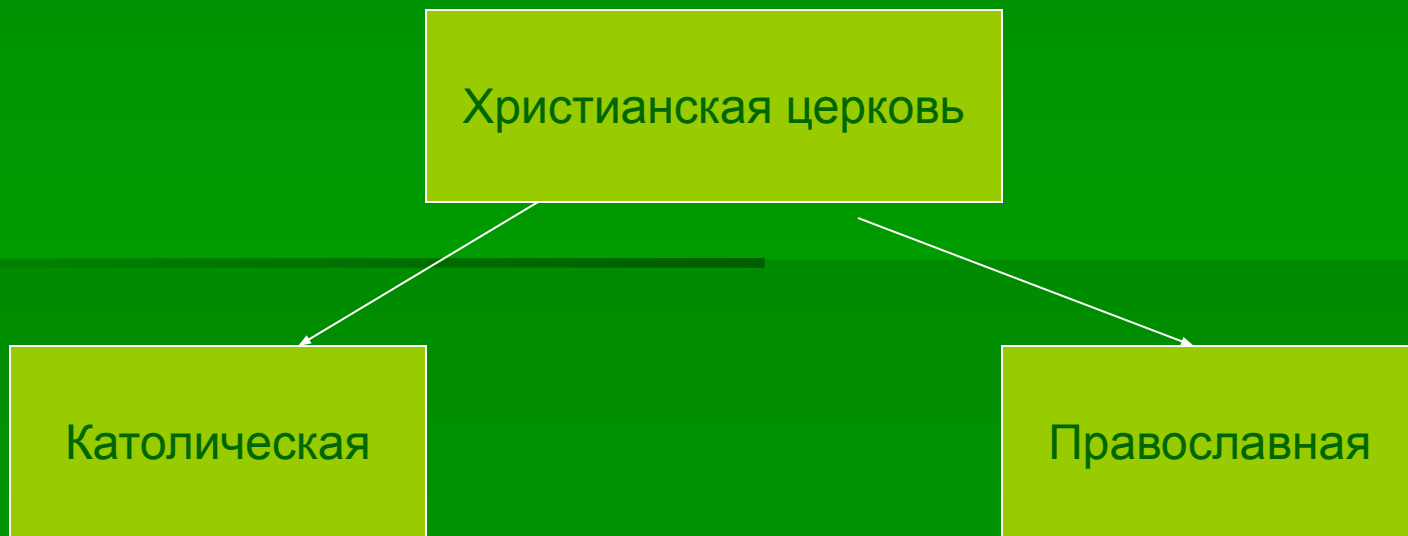 Христианская церковь
Католическая
Православная